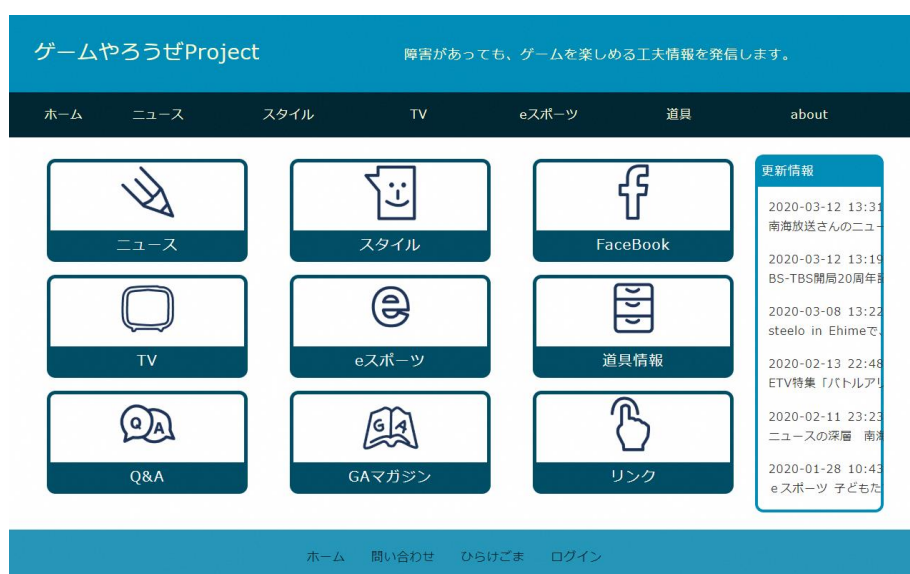 ゲームやろうぜProject
障害があっても、ゲームを楽しめる工夫情報を発信します。
ホーム ニュース スタイル TV eスポーツ 道具 about
ニュース スタイル FaceBook
TV eスポーツ 道具情報
Q A G A
Q&A GAマガジン リンク
更新情報
2020-03-12 13:31
南海放送さんのニュー
2020-03-12 13:19
BS-TBS開局20周年
2020-03-08 13:22
steelo in Ehimeで、
2020-02-13 22:48
ETV特集「バトルアリ
2020-02-11 23:23
ニュースの深層 南海
2020-01-28 10:43
eスポーツ 子どもた
ホーム 問い合わせ ひらけごま ログイン